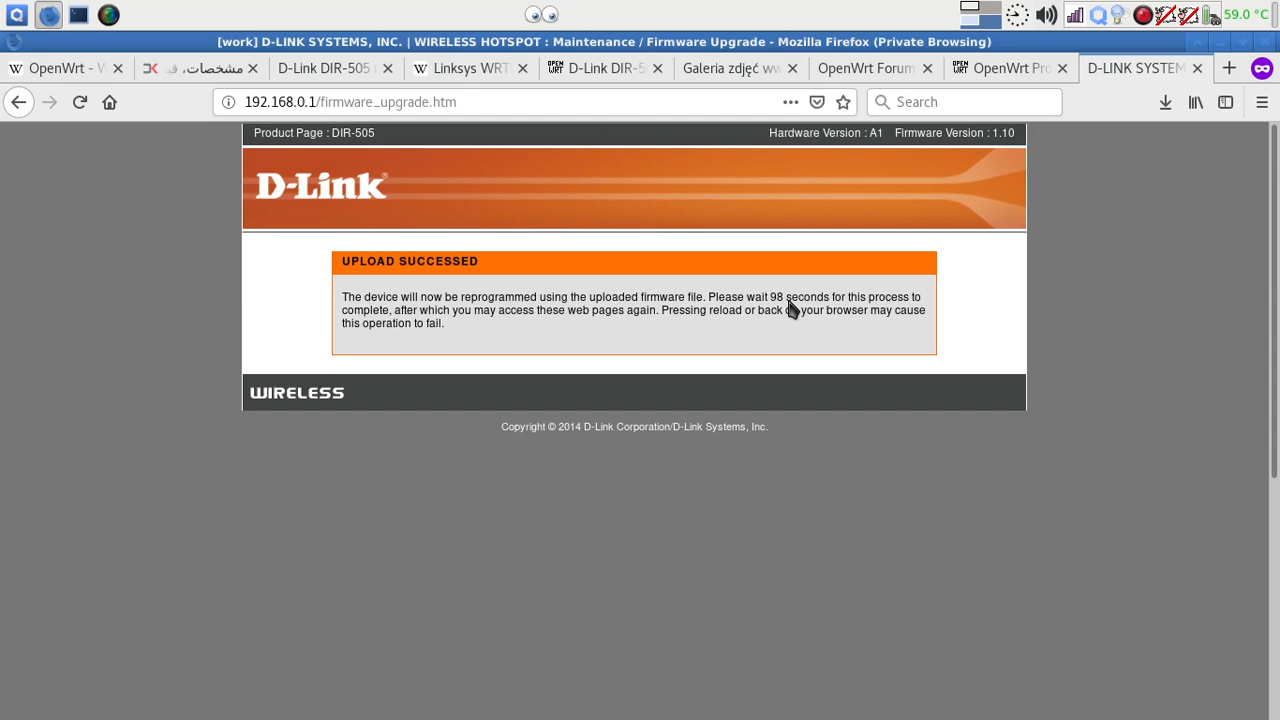 59.0 °C
[work] D-LINK SYSTEMS, INC. | WIRELESS HOTSPOT : Maintenance / Firmware Upgrade - Mozilla Firefox (Private Browsing)
OpenWrt - W
مشخصات، قی
D-Link DIR-505
Linksys WRT
D-Link DIR-5
Galeria zdjęć ww
OpenWrt Forum
OpenWrt Pro
D-LINK SYSTEM
192.168.0.1/firmware_upgrade.htm
Search
Product Page : DIR-505
Hardware Version : A1
Firmware Version : 1.10
D-Link
UPLOAD SUCCESSED
The device will now be reprogrammed using the uploaded firmware file. Please wait 98 seconds for this process to
complete, after which you may access these web pages again. Pressing reload or back your browser may cause
this operation to fail.
WIRELESS
Copyright © 2014 D-Link Corporation/D-Link Systems, Inc.